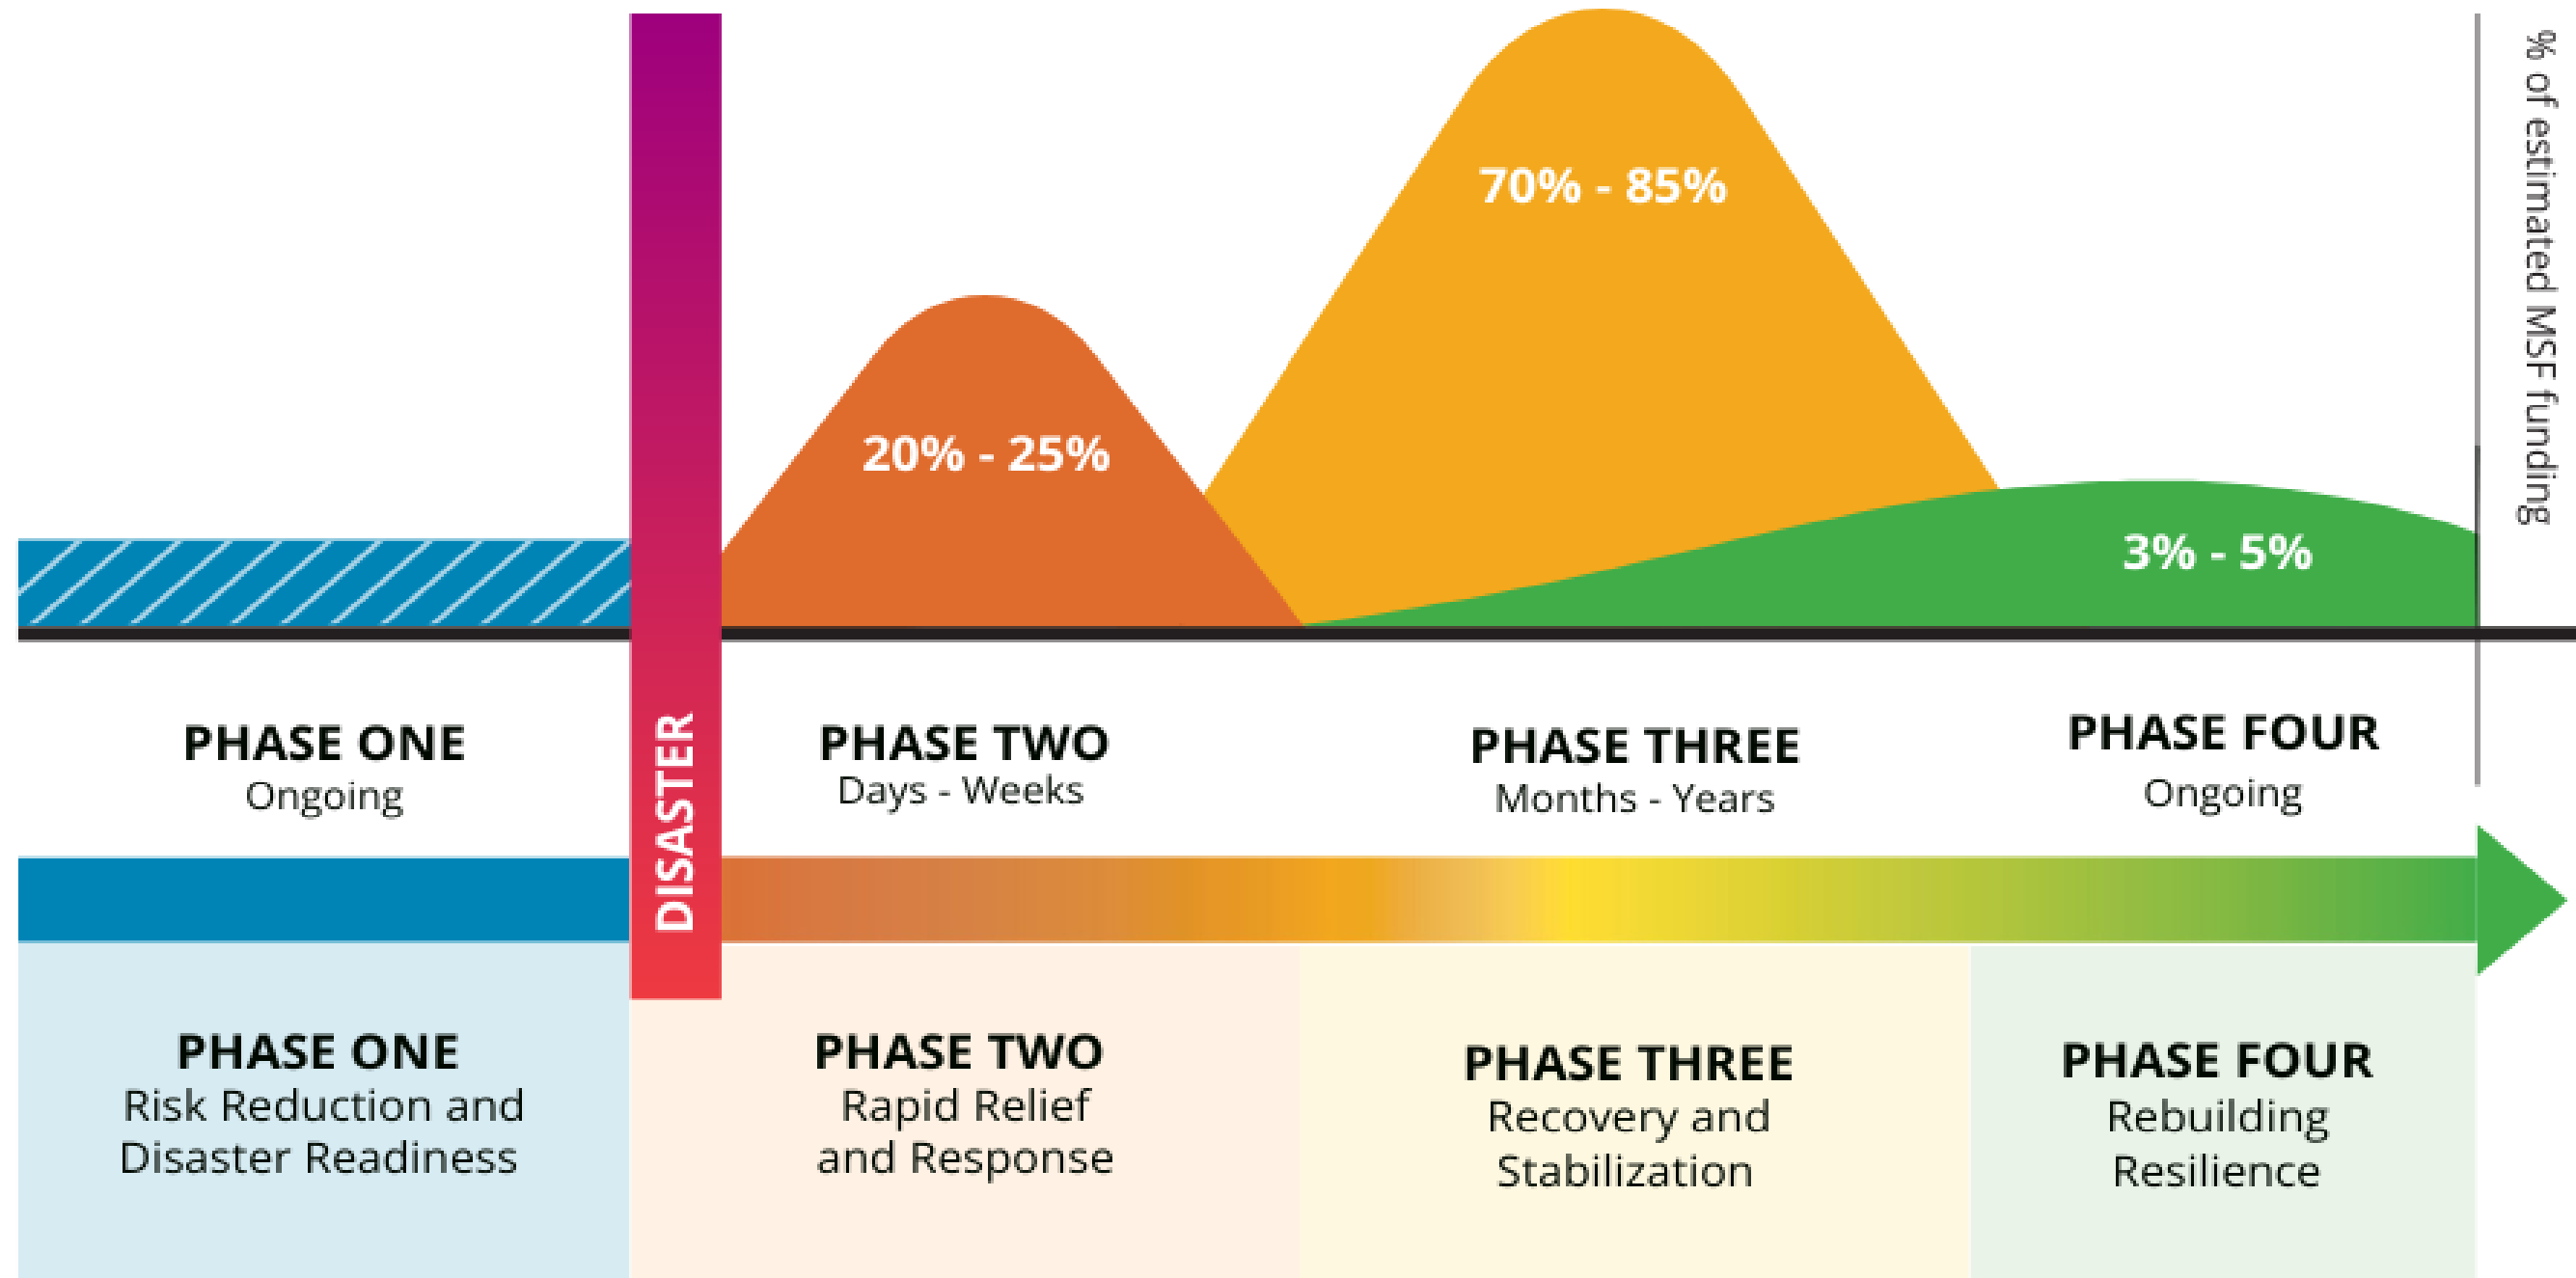 % of estimated MSF funding
70% - 85%
20% - 25%
3% - 5%
DISASTER
PHASE ONE
Ongoing
PHASE TWO
Days - Weeks
PHASE THREE
Months - Years
PHASE FOUR
Ongoing
PHASE ONE
Risk Reduction and
Disaster Readiness
PHASE TWO
Rapid Relief
and Response
PHASE THREE
Recovery and
Stabilization
PHASE FOUR
Rebuilding
Resilience